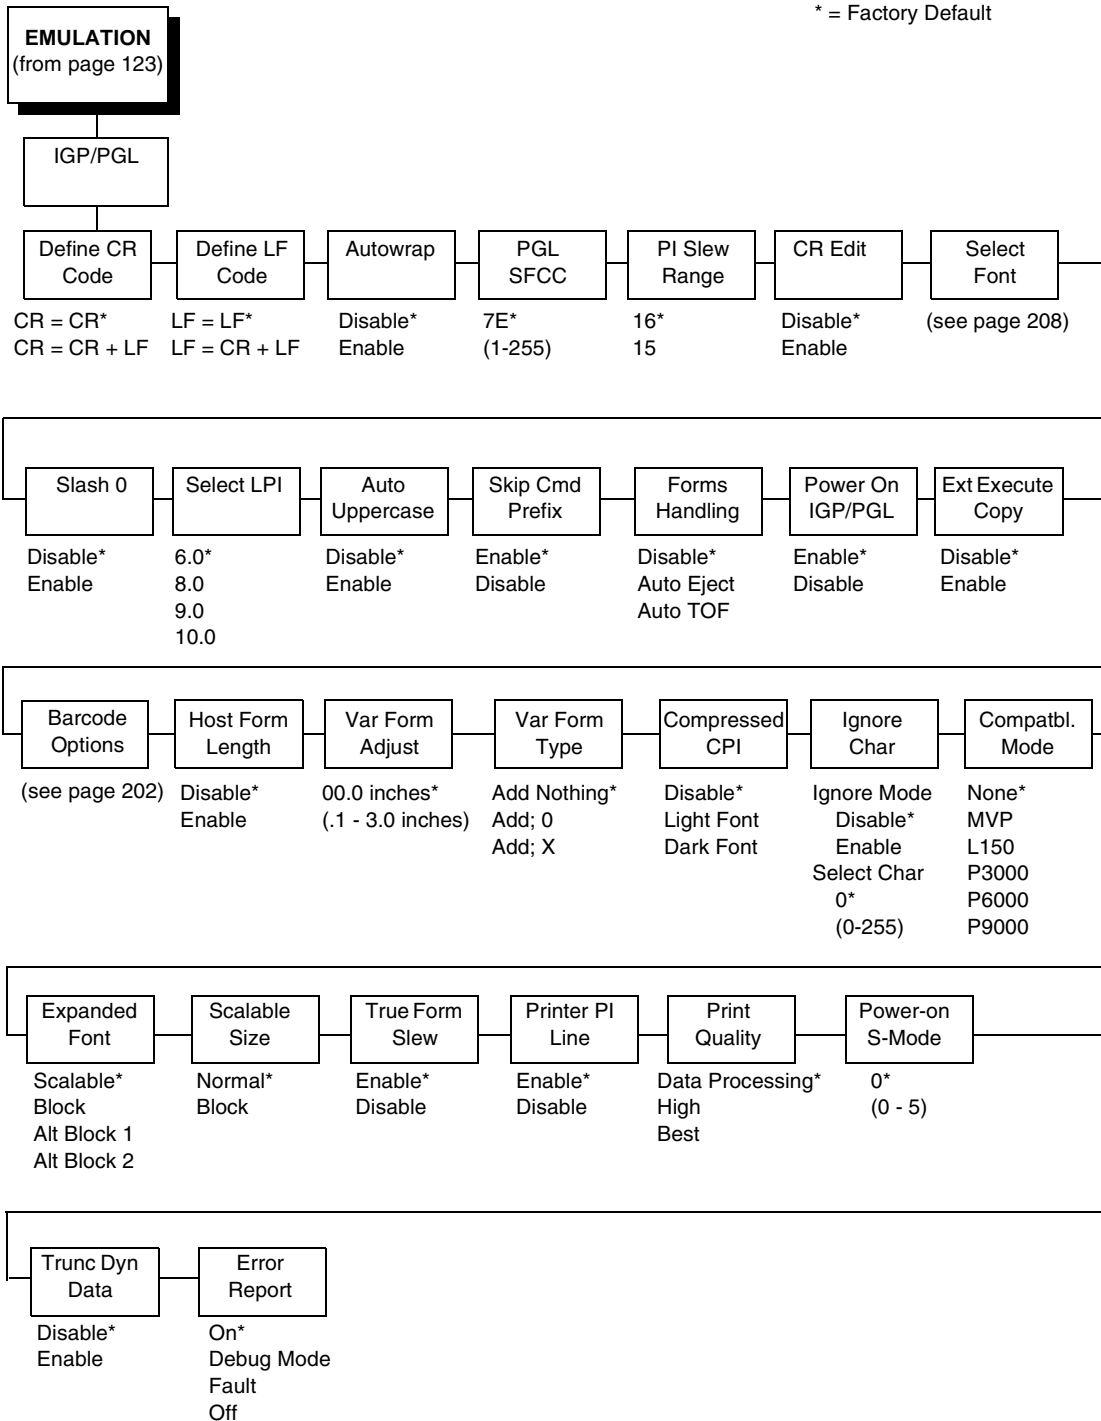 * = Factory Default
EMULATION
(from page 123)
IGP/PGL
Define CR
Code
CR = CR*
CR = CR + LF
Define LF
Code
LF = LF*
LF = CR + LF
Autowrap
Disable*
Enable
PGL
SFCC
7E*
(1-255)
PI Slew
Range
16*
15
CR Edit
Disable*
Enable
Select
Font
(see page 208)
Slash 0
Disable*
Enable
Select LPI
6.0*
8.0
9.0
10.0
Auto
Uppercase
Disable*
Enable
Skip Cmd
Prefix
Enable*
Disable
Forms
Handling
Disable*
Auto Eject
Auto TOF
Power On
IGP/PGL
Enable*
Disable
Ext Execute
Copy
Disable*
Enable
Barcode
Options
(see page 202)
Host Form
Length
Disable*
Enable
Var Form
Adjust
00.0 inches*
(.1 - 3.0 inches)
Var Form
Type
Add Nothing*
Add; 0
Add; X
Compressed
CPI
Disable*
Light Font
Dark Font
Ignore
Char
Ignore Mode
Disable*
Enable
Select Char
0*
(0-255)
Compatbl.
Mode
None*
MVP
L150
P3000
P6000
P9000
Expanded
Font
Scalable*
Block
Alt Block 1
Alt Block 2
Scalable
Size
Normal*
Block
True Form
Slew
Enable*
Disable
Printer PI
Line
Enable*
Disable
Print
Quality
Data Processing*
High
Best
Power-on
S-Mode
0*
(0 - 5)
Trunc Dyn
Data
Disable*
Enable
Error
Report
On*
Debug Mode
Fault
Off